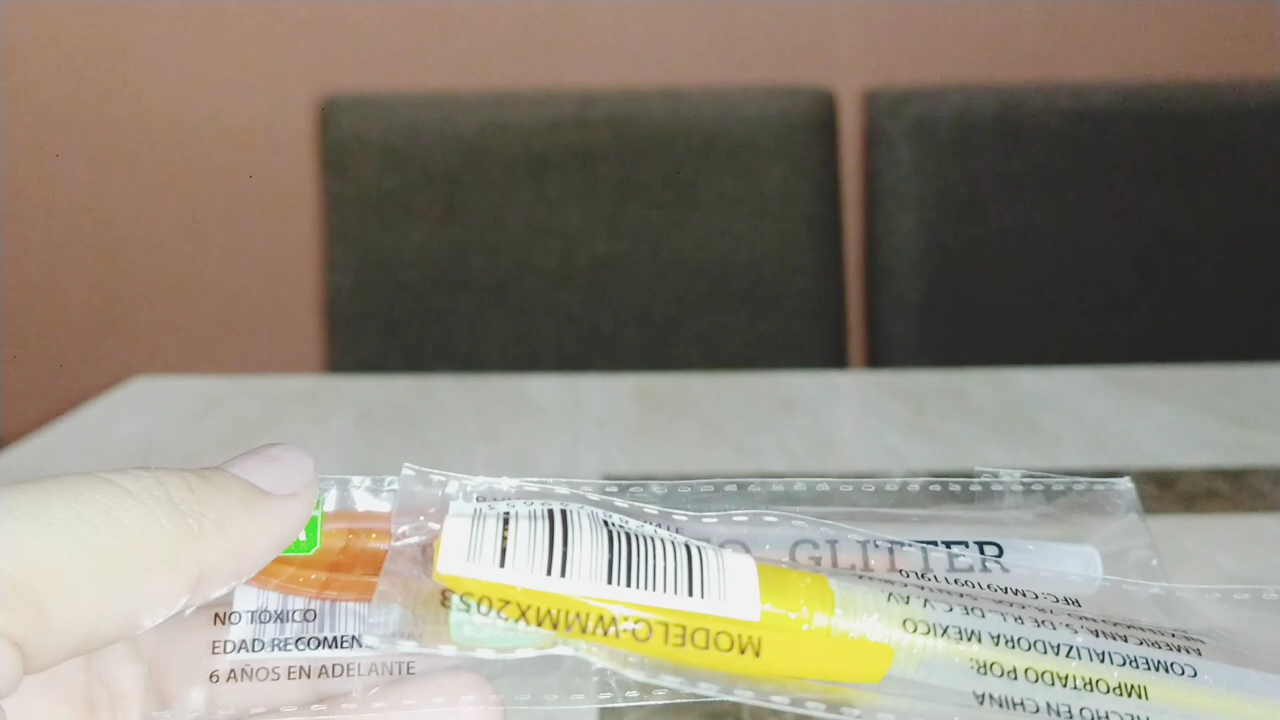 GLITTER
NO TÓXICO
EDAD RECOMEN
6 AÑOS EN ADELANTE
MODELO-WMMX2053
HECHO EN CHINA
IMPORTADO POR:
COMERCIALIZADORA MÉXICO
AMERICANA, S. DE R.L. DE C.V. AV.
RFC: CMA9109119L0